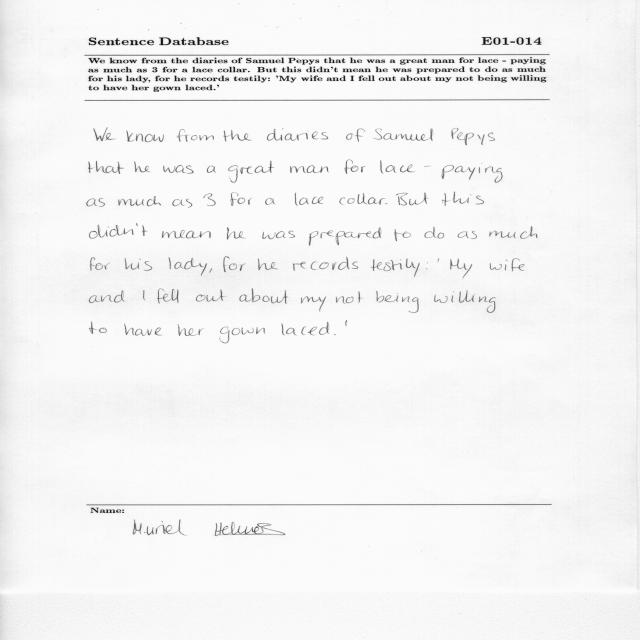 Sentence Database E01-014
We know from the diaries of Samuel Pepys that he was a great man for lace - paying
as much as 3 for a lace collar. But this didn't mean he was prepared to do as much
for his lady, for he records testily: 'My wife and I fell out about my not being willing
to have her gown laced.'
We know from the diaries of Samuel Pepys
that he was a great man for lace - paying
as much as 3 for a lace collar. But this
didn't mean he was prepared to do as much
for his lady, for he records testily: 'My wife
and I fell out about my not being willing
to have her gown laced.'
Name:
Muriel